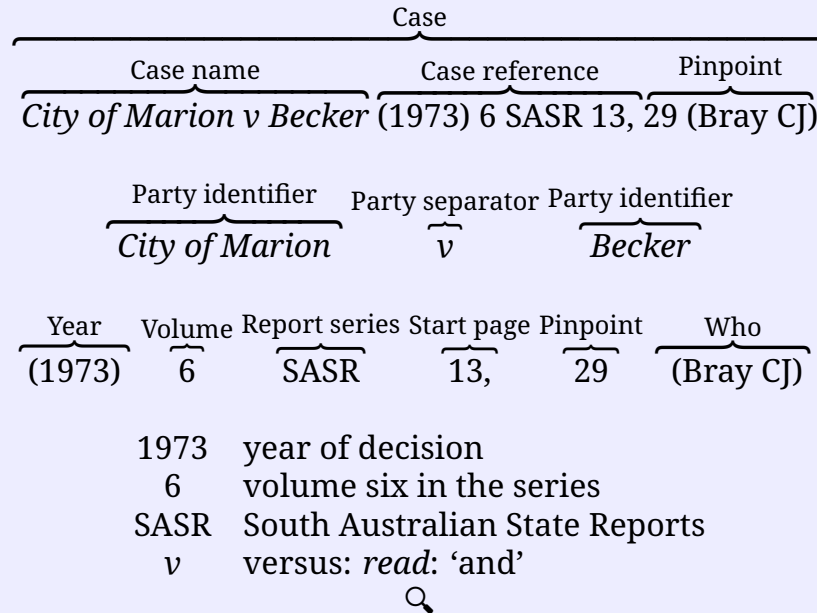 Case
Case name Case reference Pinpoint
City of Marion v Becker (1973) 6 SASR 13, 29 (Bray CJ)
Party identifier Party separator Party identifier
City of Marion v Becker
Year Volume Report series Start page Pinpoint Who
(1973) 6 SASR 13, 29 (Bray CJ)
1973 year of decision
6 volume six in the series
SASR South Australian State Reports
v versus: read: ‘and’